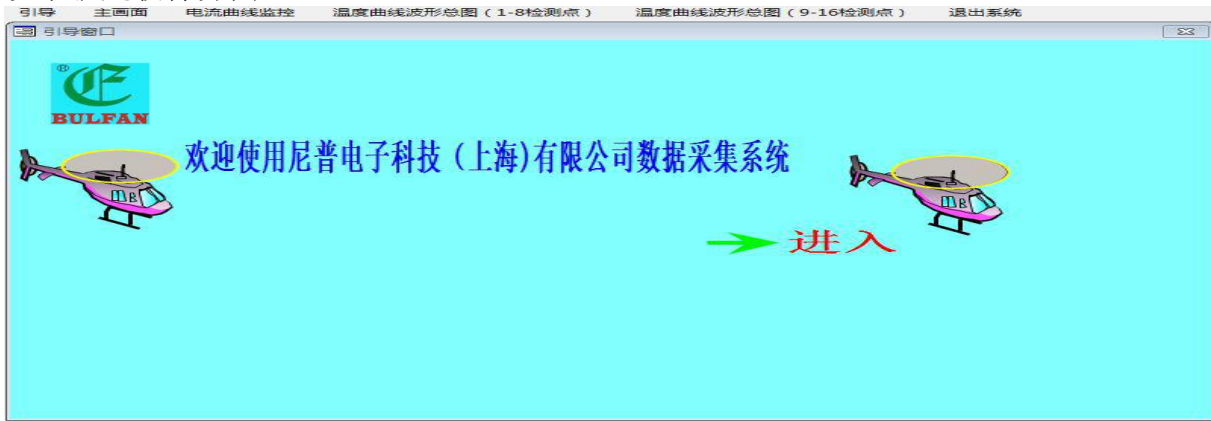 引导 主画面 电流曲线监控 温度曲线波形总图(1-8检测点) 温度曲线波形总图(9-16检测点) 退出系统
引导窗口
®
BULFAN
欢迎使用尼普电子科技(上海)有限公司数据采集系统
MB
MB
进入